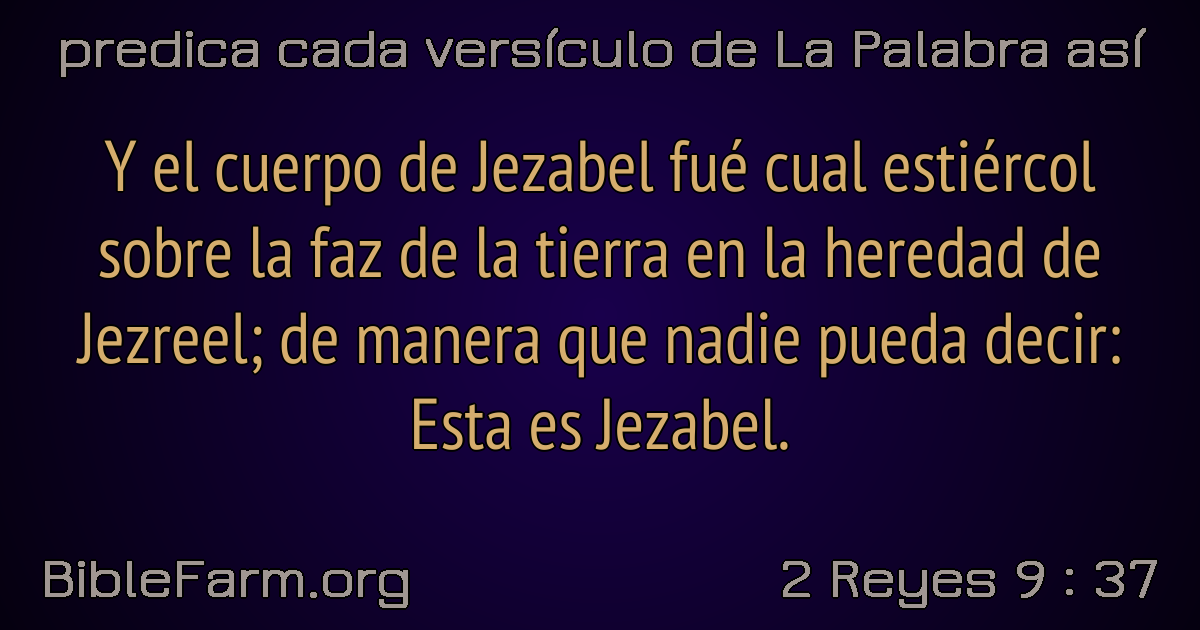 predica cada versículo de La Palabra así
Y el cuerpo de Jezabel fué cual estiércol
sobre la faz de la tierra en la heredad de
Jezreel; de manera que nadie pueda decir:
Esta es Jezabel.
BibleFarm.org
2 Reyes 9 : 37